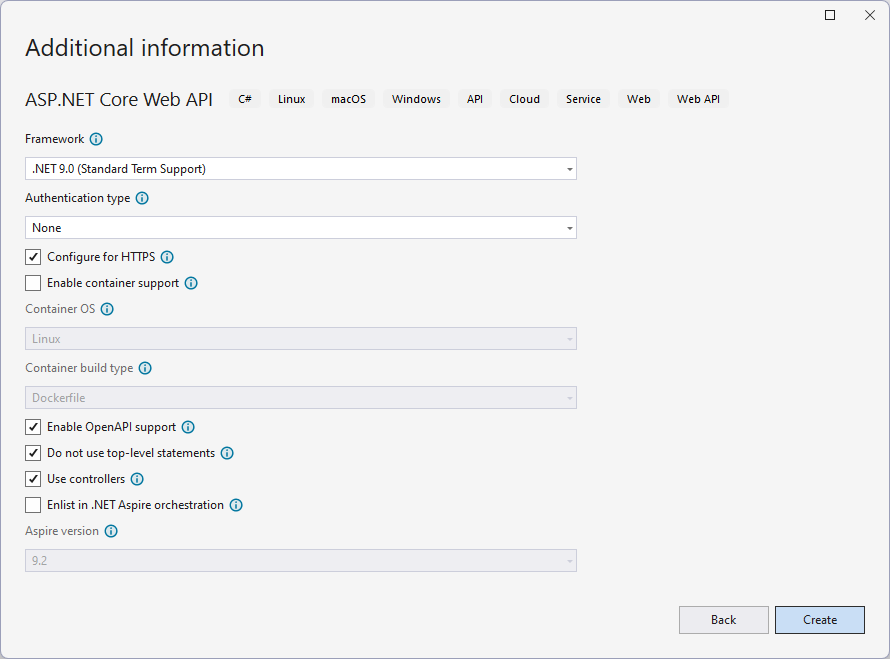 Additional information
ASP.NET Core Web API C# Linux macOS Windows API Cloud Service Web Web API
Framework
.NET 9.0 (Standard Term Support)
Authentication type
None
Configure for HTTPS
Enable container support
Container OS
Linux
Container build type
Dockerfile
Enable OpenAPI support
Do not use top-level statements
Use controllers
Enlist in .NET Aspire orchestration
Aspire version
9.2
Back Create